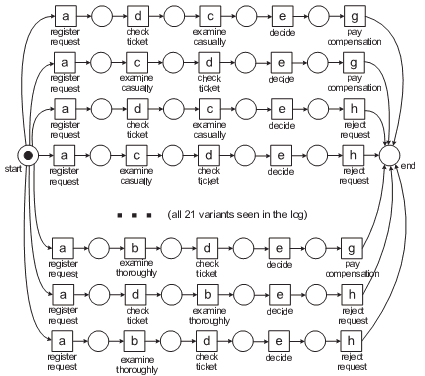 a d c e g
register request check ticket examine casually decide pay compensation
a c d e g
register request examine casually check ticket decide pay compensation
a d c e h
register request check ticket examine casually decide reject request
start a c d e h end
register request examine casually check ticket decide reject request
(all 21 variants seen in the log)
a b d e g
register request examine thoroughly check ticket decide pay compensation
a d b e h
register request check ticket examine thoroughly decide reject request
a b d e h
register request examine thoroughly check ticket decide reject request